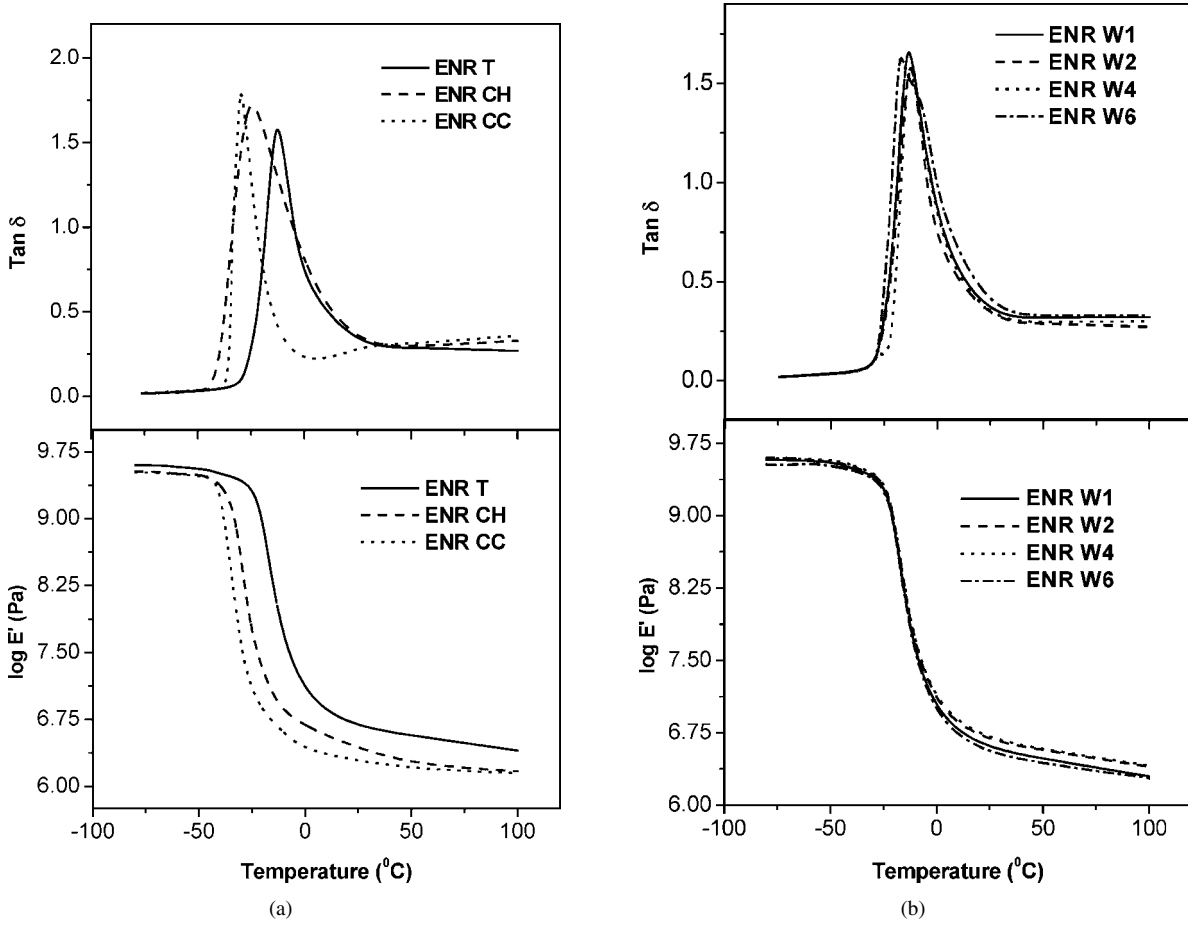 2.0
1.5
1.0
0.5
0.0
Tan δ
ENR T
ENR CH
ENR CC
9.75
9.00
8.25
7.50
6.75
6.00
log E' (Pa)
ENR T
ENR CH
ENR CC
-100 -50 0 50 100
Temperature (⁰C)
(a)
1.5
1.0
0.5
0.0
Tan δ
ENR W1
ENR W2
ENR W4
ENR W6
9.75
9.00
8.25
7.50
6.75
6.00
log E' (Pa)
ENR W1
ENR W2
ENR W4
ENR W6
-100 -50 0 50 100
Temperature (⁰C)
(b)